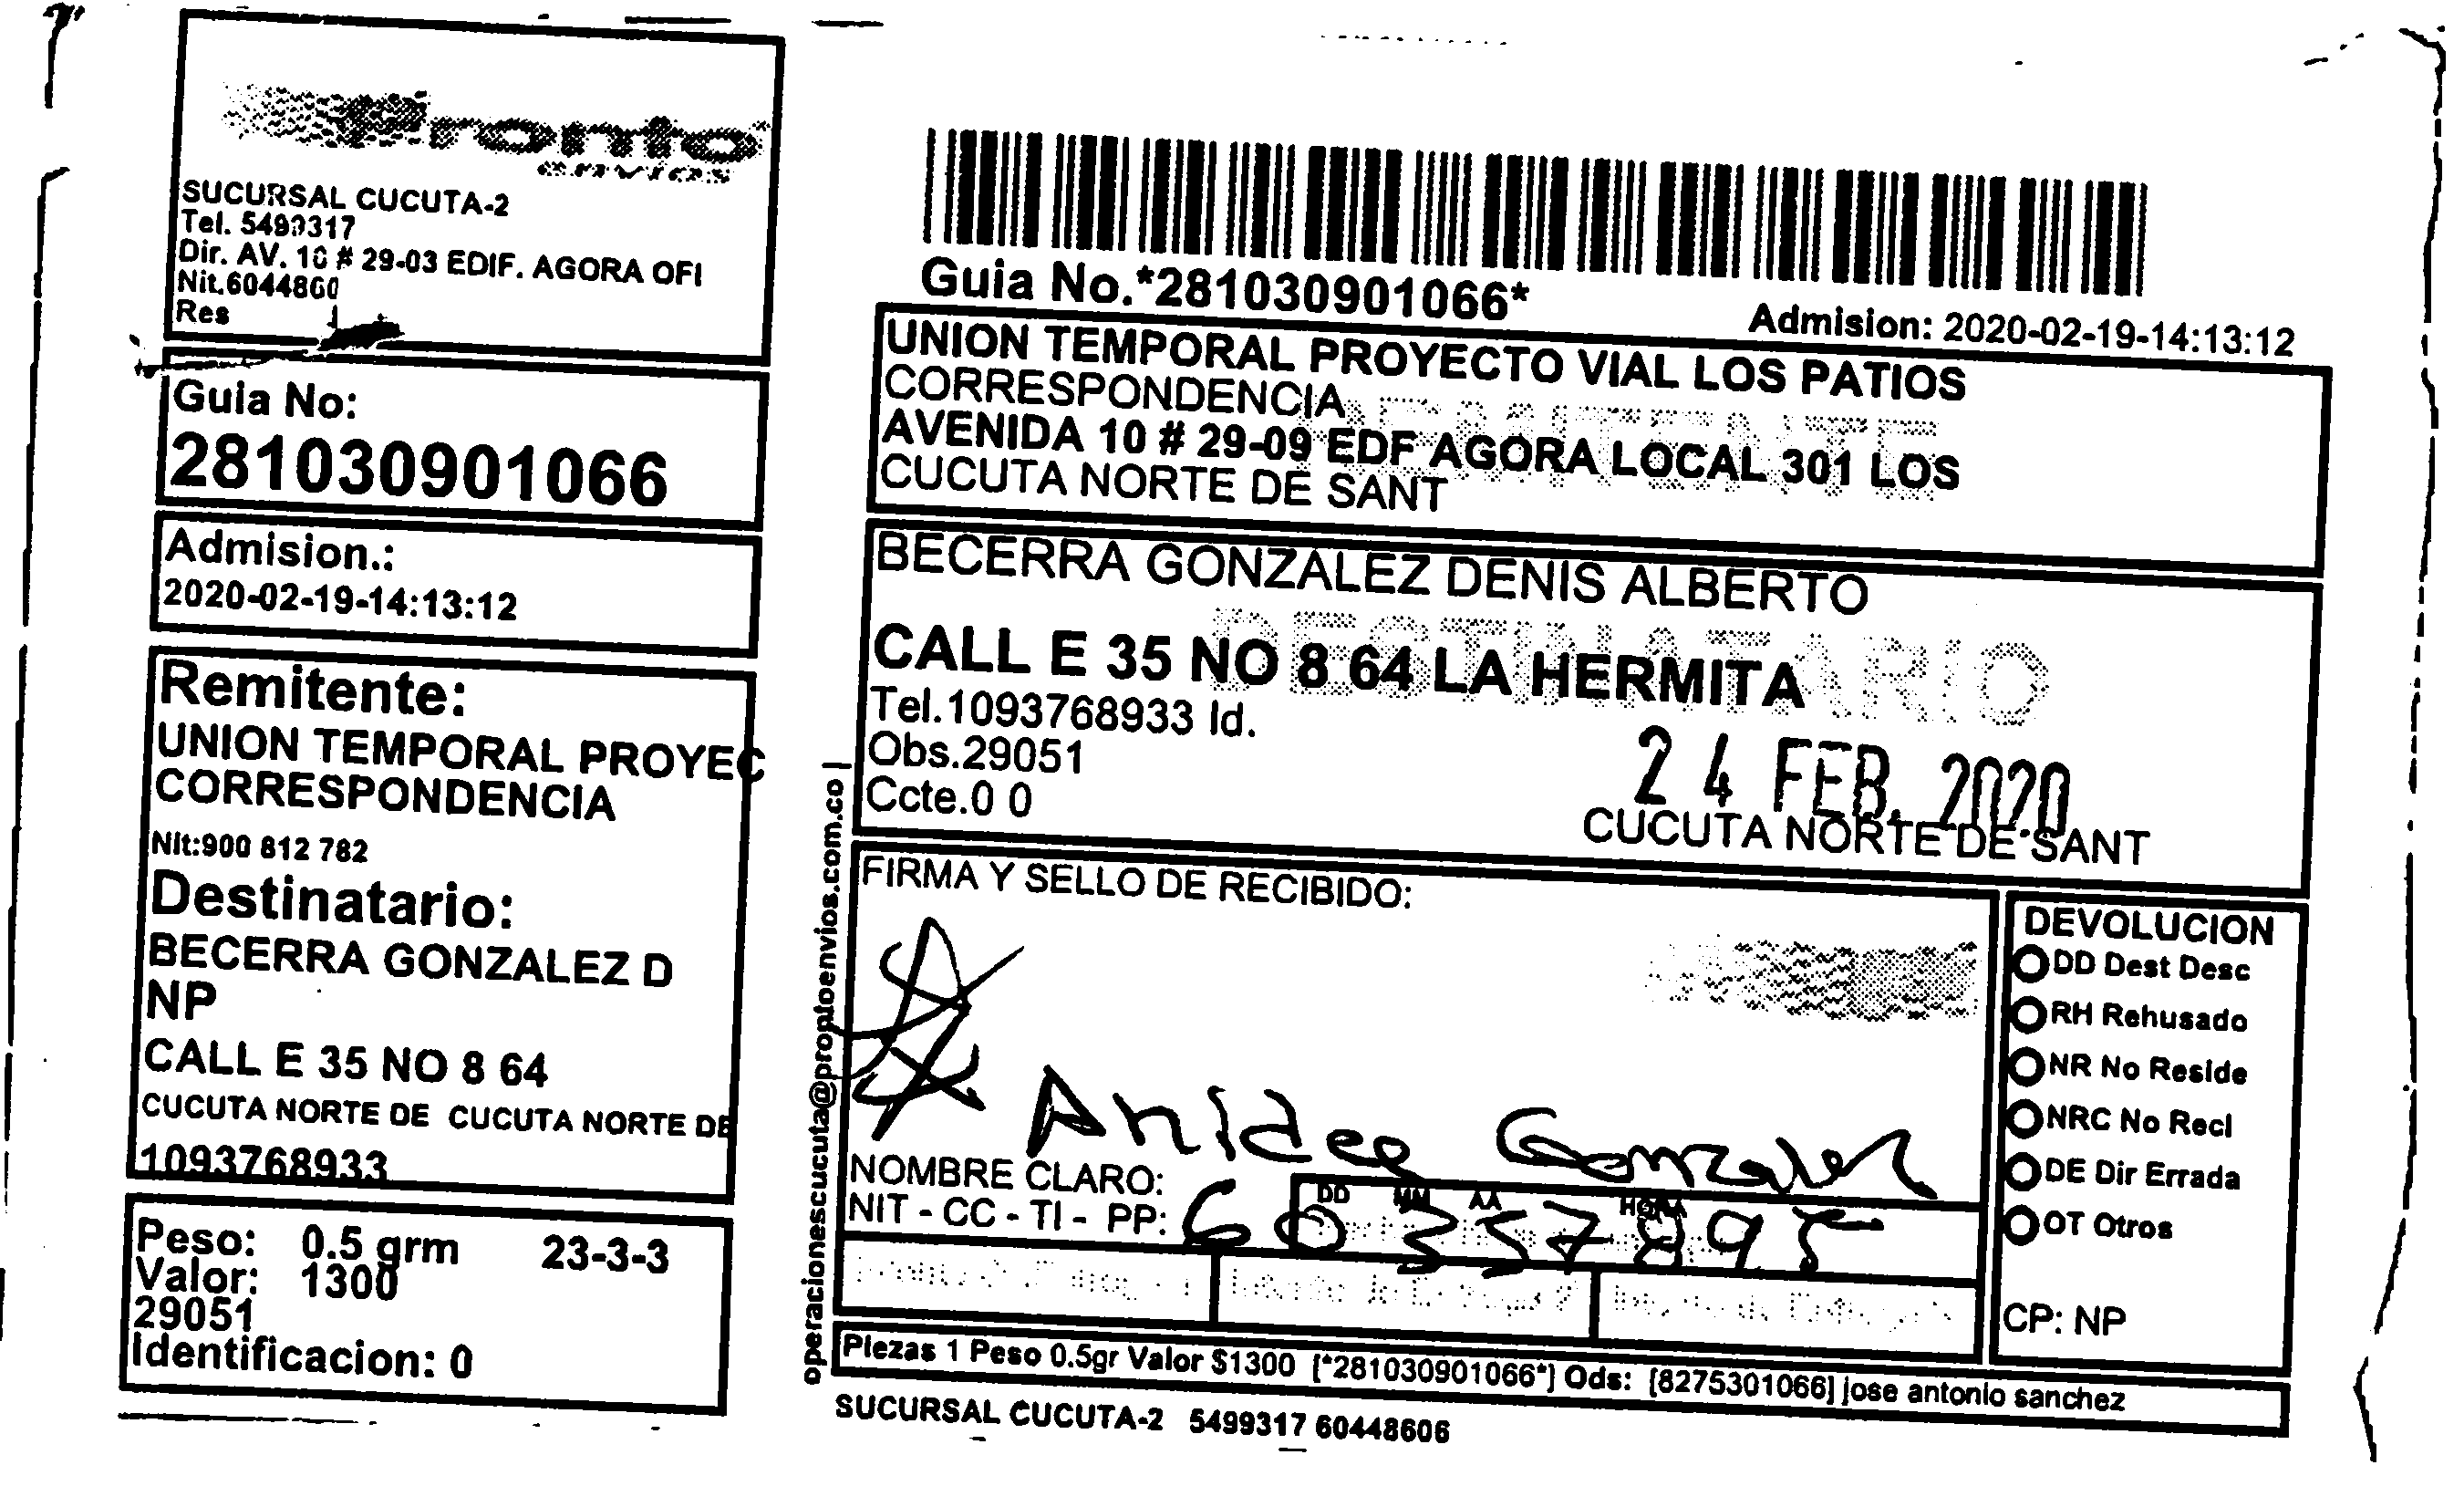 Pronto
envios
SUCURSAL CUCUTA-2
Tel. 5499317
Dir. AV. 10 # 29-03 EDIF. AGORA OFI
Nit.604486
Res
Guia No:
281030901066
Admision.:
2020-02-19-14:13:12
Remitente:
UNION TEMPORAL PROYEC
CORRESPONDENCIA
Nit:900 812 782
Destinatario:
BECERRA GONZALEZ D
NP
CALL E 35 NO 8 64
CUCUTA NORTE DE CUCUTA NORTE DE
1093768933
Peso: 0.5 grm 23-3-3
Valor: 1300
29051
Identificacion: 0
Guia No.*281030901066*
Admision: 2020-02-19-14:13:12
UNION TEMPORAL PROYECTO VIAL LOS PATIOS
CORRESPONDENCIA
REMITENTE
AVENIDA 10 # 29-09 EDF AGORA LOCAL 301 LOS
CUCUTA NORTE DE SANT
BECERRA GONZALEZ DENIS ALBERTO
DESTINATARIO
CALL E 35 NO 8 64 LA HERMITA
Tel.1093768933 Id.
Obs.29051
Ccte.0 0
24 FEB. 2020
CUCUTA NORTE DE SANT
operacionescucuta@prontoenvios.com.co |
FIRMA Y SELLO DE RECIBIDO:
Anidee Gonzalez
NOMBRE CLARO:
DD MM AA HORA
NIT - CC - TI - PP: 60357895
DEVOLUCION
DD Dest Desc
RH Rehusado
NR No Reside
NRC No Recl
DE Dir Errada
OT Otros
CP: NP
Piezas 1 Peso 0.5gr Valor $1300 [*281030901066*] Ods: [8275301066] jose antonio sanchez
SUCURSAL CUCUTA-2 5499317 60448606